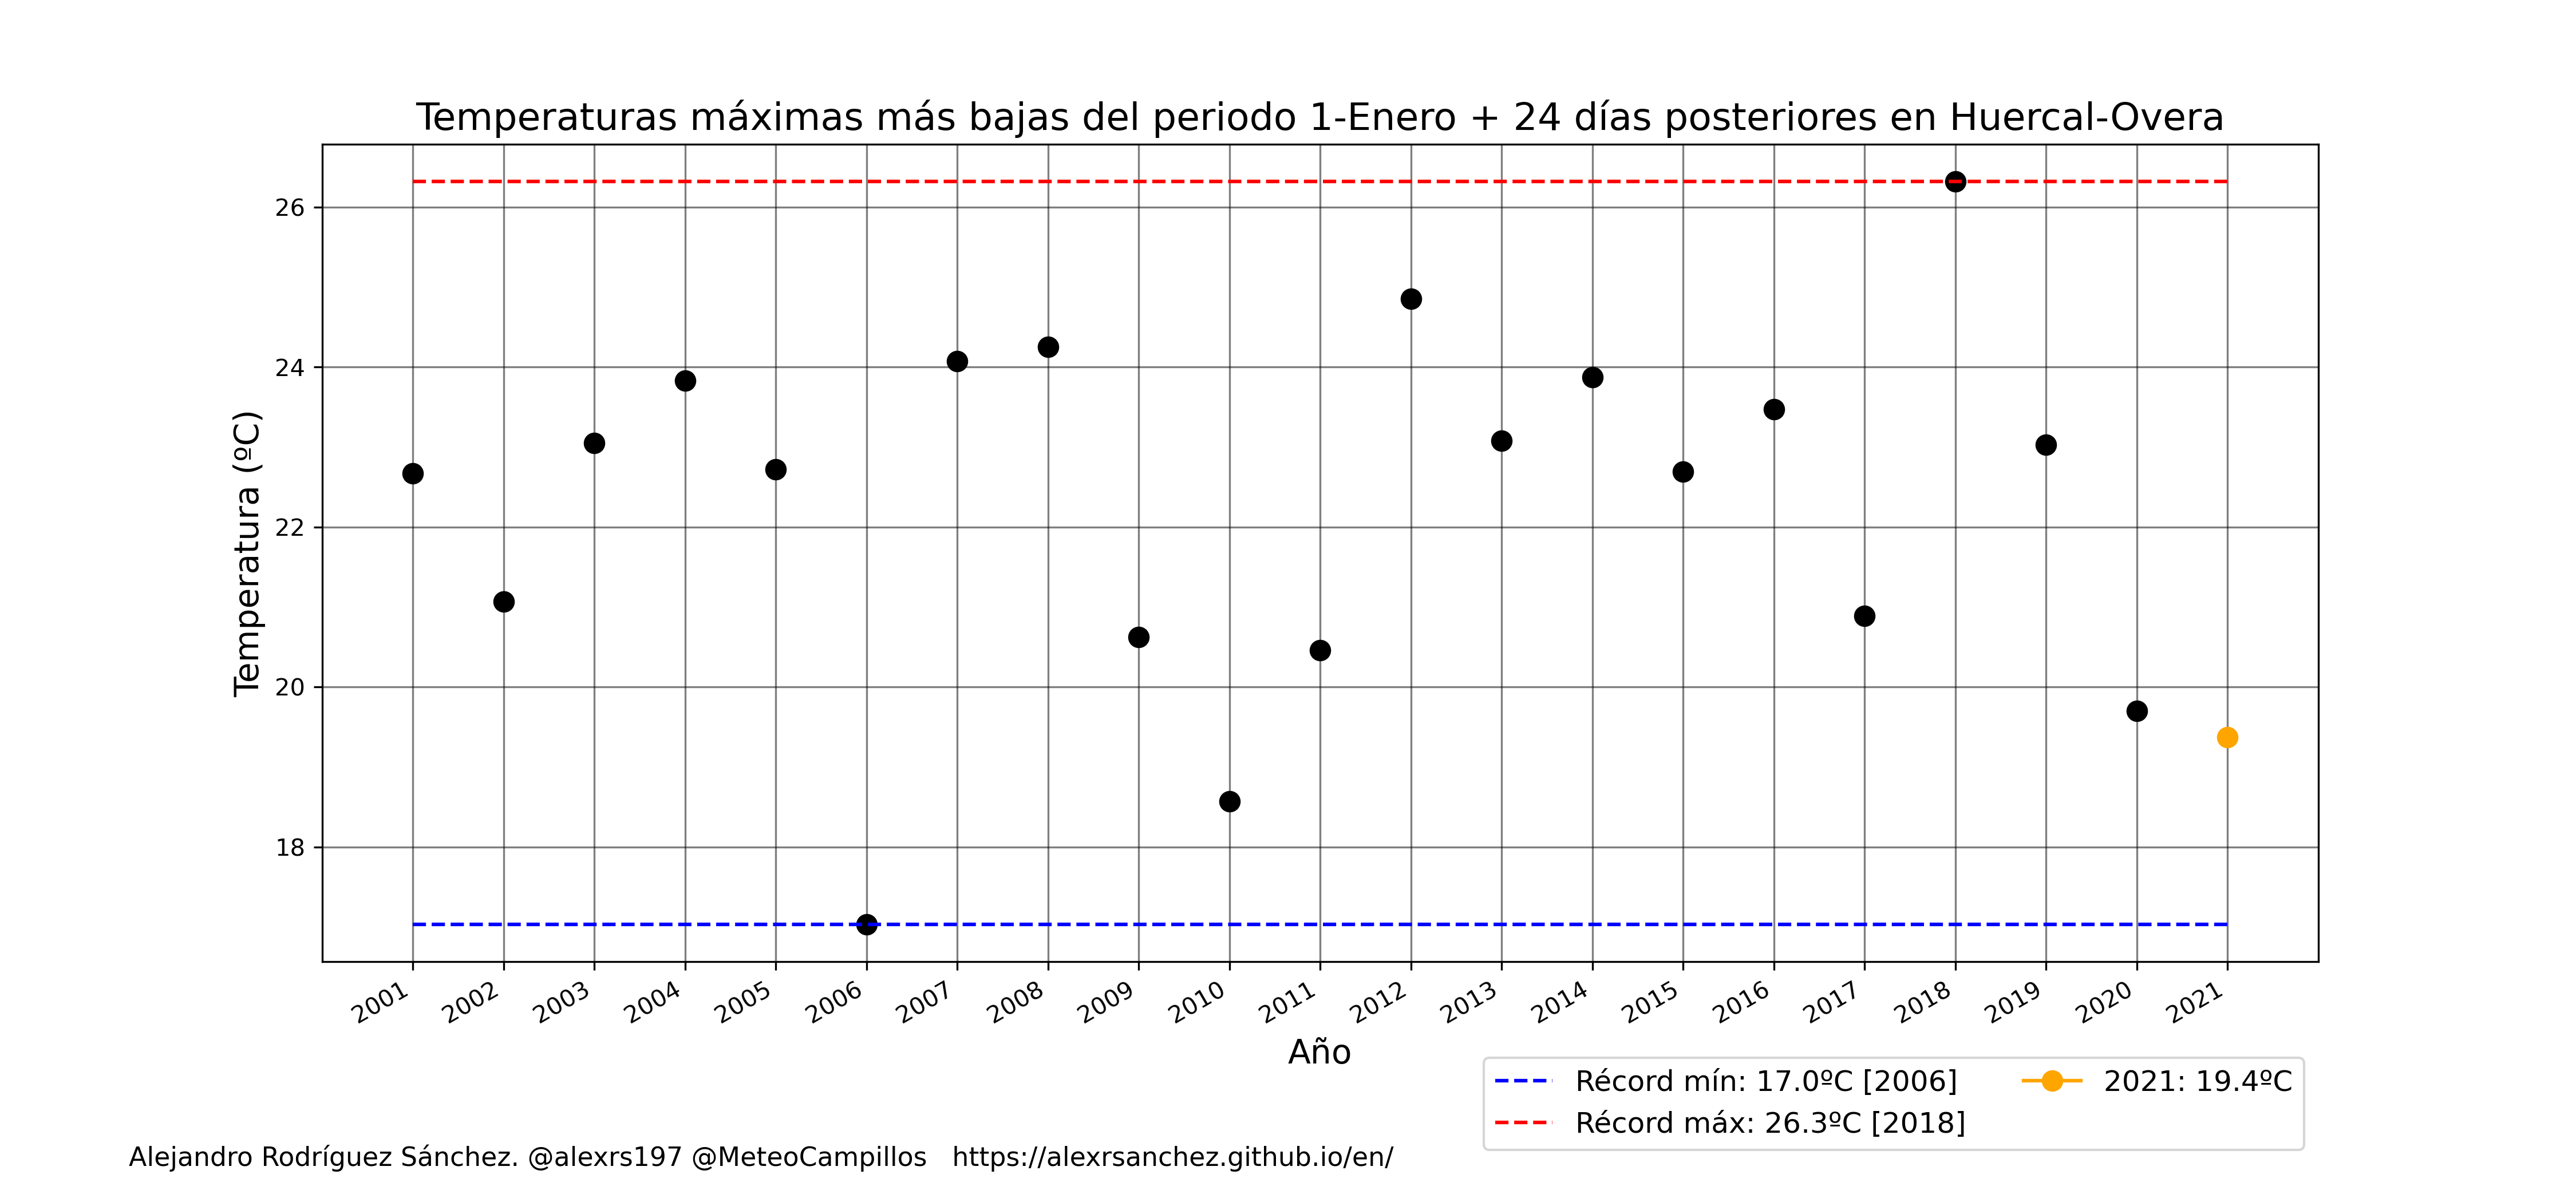 Temperaturas máximas más bajas del periodo 1-Enero + 24 días posteriores en Huercal-Overa
Temperatura (ºC)
26
24
22
20
18
2001 2002 2003 2004 2005 2006 2007 2008 2009 2010 2011 2012 2013 2014 2015 2016 2017 2018 2019 2020 2021
Año
Récord mín: 17.0ºC [2006]
Récord máx: 26.3ºC [2018]
2021: 19.4ºC
Alejandro Rodríguez Sánchez. @alexrs197 @MeteoCampillos https://alexrsanchez.github.io/en/